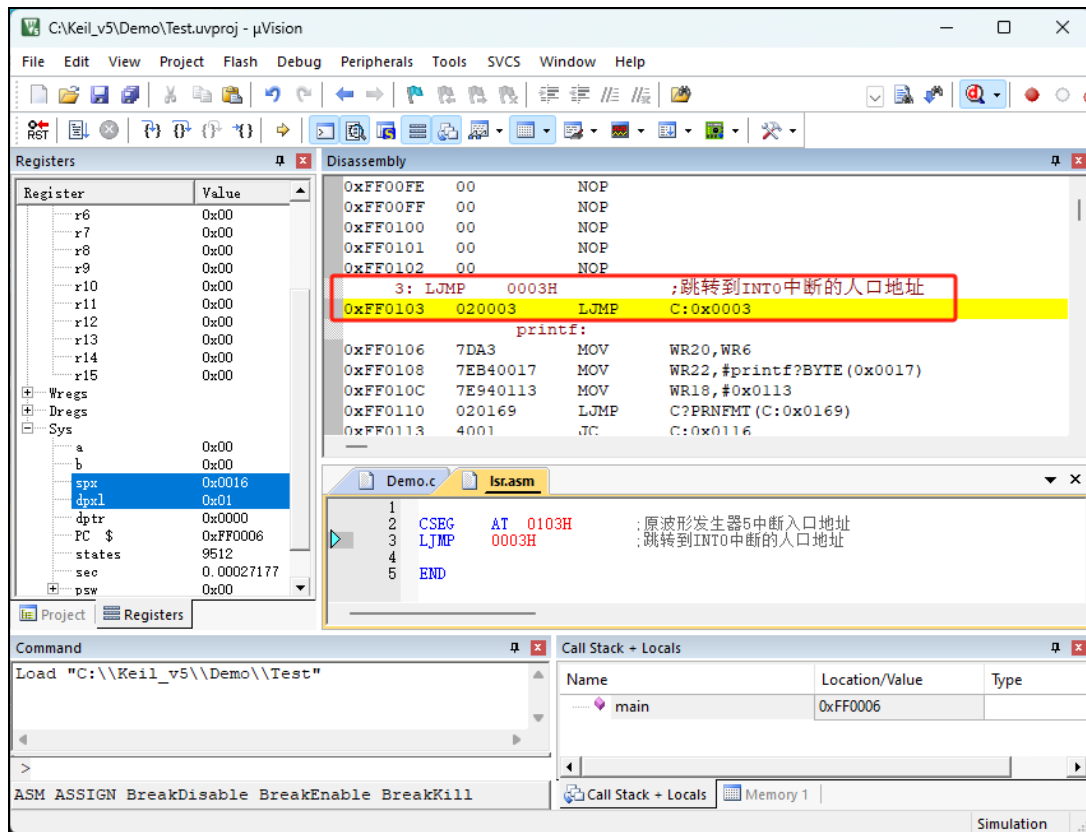 C:\Keil_v5\Demo\Test.uvproj - µVision
File Edit View Project Flash Debug Peripherals Tools SVCS Window Help
RST
Registers
Register Value
r6 0x00
r7 0x00
r8 0x00
r9 0x00
r10 0x00
r11 0x00
r12 0x00
r13 0x00
r14 0x00
r15 0x00
Wregs
Dregs
Sys
a 0x00
b 0x00
spx 0x0016
dpxl 0x01
dptr 0x0000
PC $ 0xFF0006
states 9512
sec 0.00027177
psw 0x00
Project Registers
Disassembly
0xFF00FE 00 NOP
0xFF00FF 00 NOP
0xFF0100 00 NOP
0xFF0101 00 NOP
0xFF0102 00 NOP
3: LJMP 0003H ;跳转到INT0中断的入口地址
0xFF0103 020003 LJMP C:0x0003
printf:
0xFF0106 7DA3 MOV WR20,WR6
0xFF0108 7EB40017 MOV WR22,#printf?BYTE(0x0017)
0xFF010C 7E940113 MOV WR18,#0x0113
0xFF0110 020169 LJMP C?PRNFMT(C:0x0169)
0xFF0113 4001 JC C:0x0116
Demo.c Isr.asm
1
2 CSEG AT 0103H ;原波形发生器5中断入口地址
3 LJMP 0003H ;跳转到INT0中断的入口地址
4
5 END
Command
Load "C:\\Keil_v5\\Demo\\Test"
>
ASM ASSIGN BreakDisable BreakEnable BreakKill
Call Stack + Locals
Name Location/Value Type
main 0xFF0006
Call Stack + Locals Memory 1
Simulation